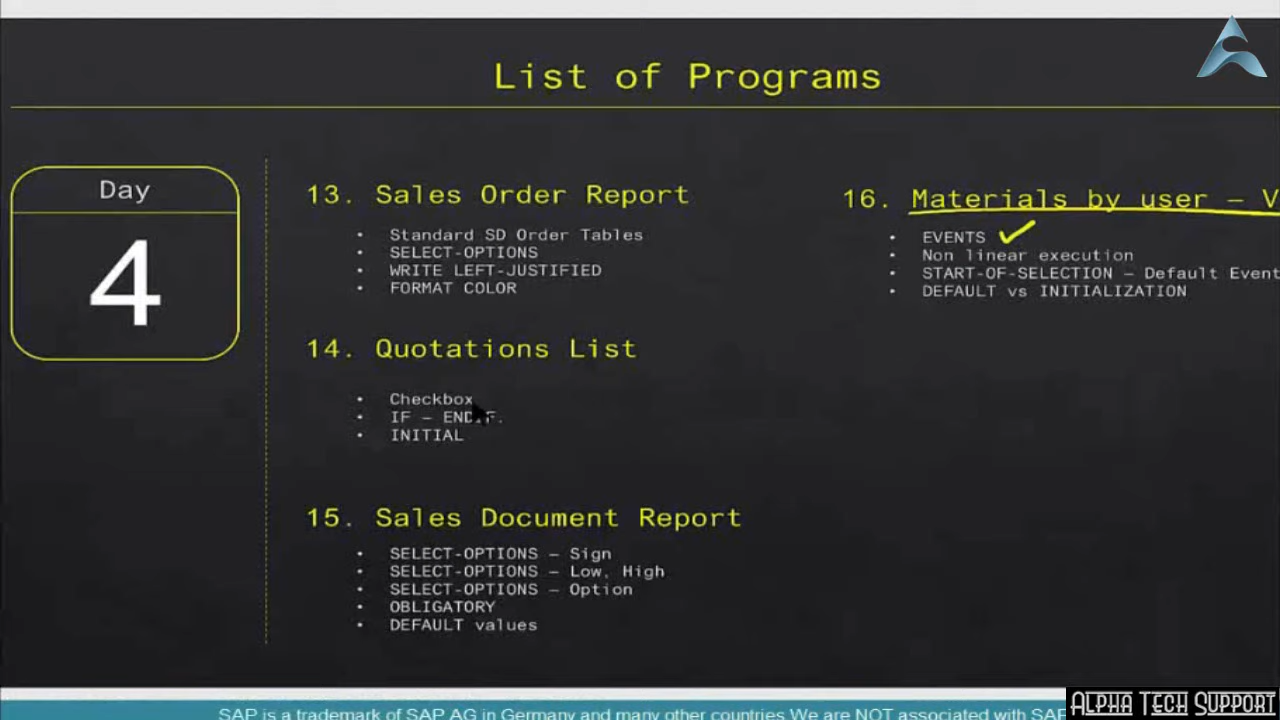 List of Programs
Day
4
13. Sales Order Report
• Standard SD Order Tables
• SELECT-OPTIONS
• WRITE LEFT-JUSTIFIED
• FORMAT COLOR
14. Quotations List
• Checkbox
• IF – ENDIF.
• INITIAL
15. Sales Document Report
• SELECT-OPTIONS – Sign
• SELECT-OPTIONS – Low, High
• SELECT-OPTIONS – Option
• OBLIGATORY
• DEFAULT values
16. Materials by user – V
• EVENTS
• Non linear execution
• START-OF-SELECTION – Default Event
• DEFAULT vs INITIALIZATION
SAP is a trademark of SAP AG in Germany and many other countries We are NOT associated with SAP
ALPHA TECH SUPPORT